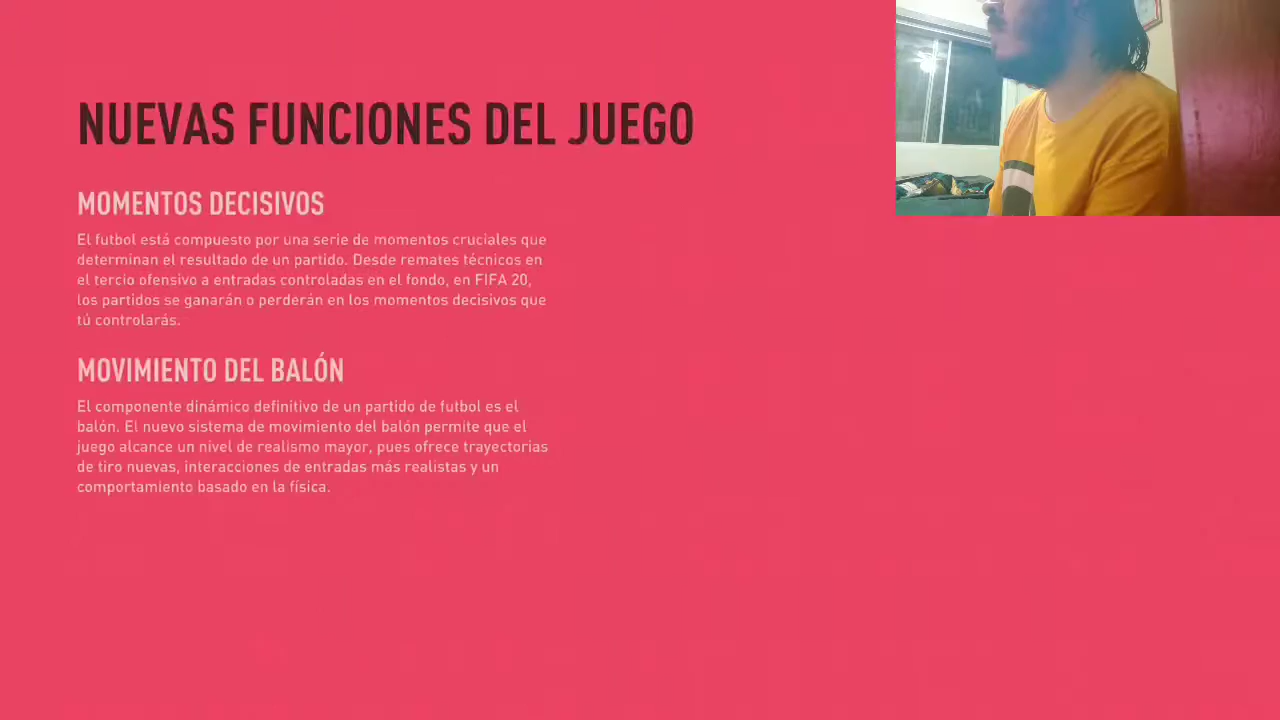 NUEVAS FUNCIONES DEL JUEGO
MOMENTOS DECISIVOS
El futbol está compuesto por una serie de momentos cruciales que
determinan el resultado de un partido. Desde remates técnicos en
el tercio ofensivo a entradas controladas en el fondo, en FIFA 20,
los partidos se ganarán o perderán en los momentos decisivos que
tú controlarás.
MOVIMIENTO DEL BALÓN
El componente dinámico definitivo de un partido de futbol es el
balón. El nuevo sistema de movimiento del balón permite que el
juego alcance un nivel de realismo mayor, pues ofrece trayectorias
de tiro nuevas, interacciones de entradas más realistas y un
comportamiento basado en la física.